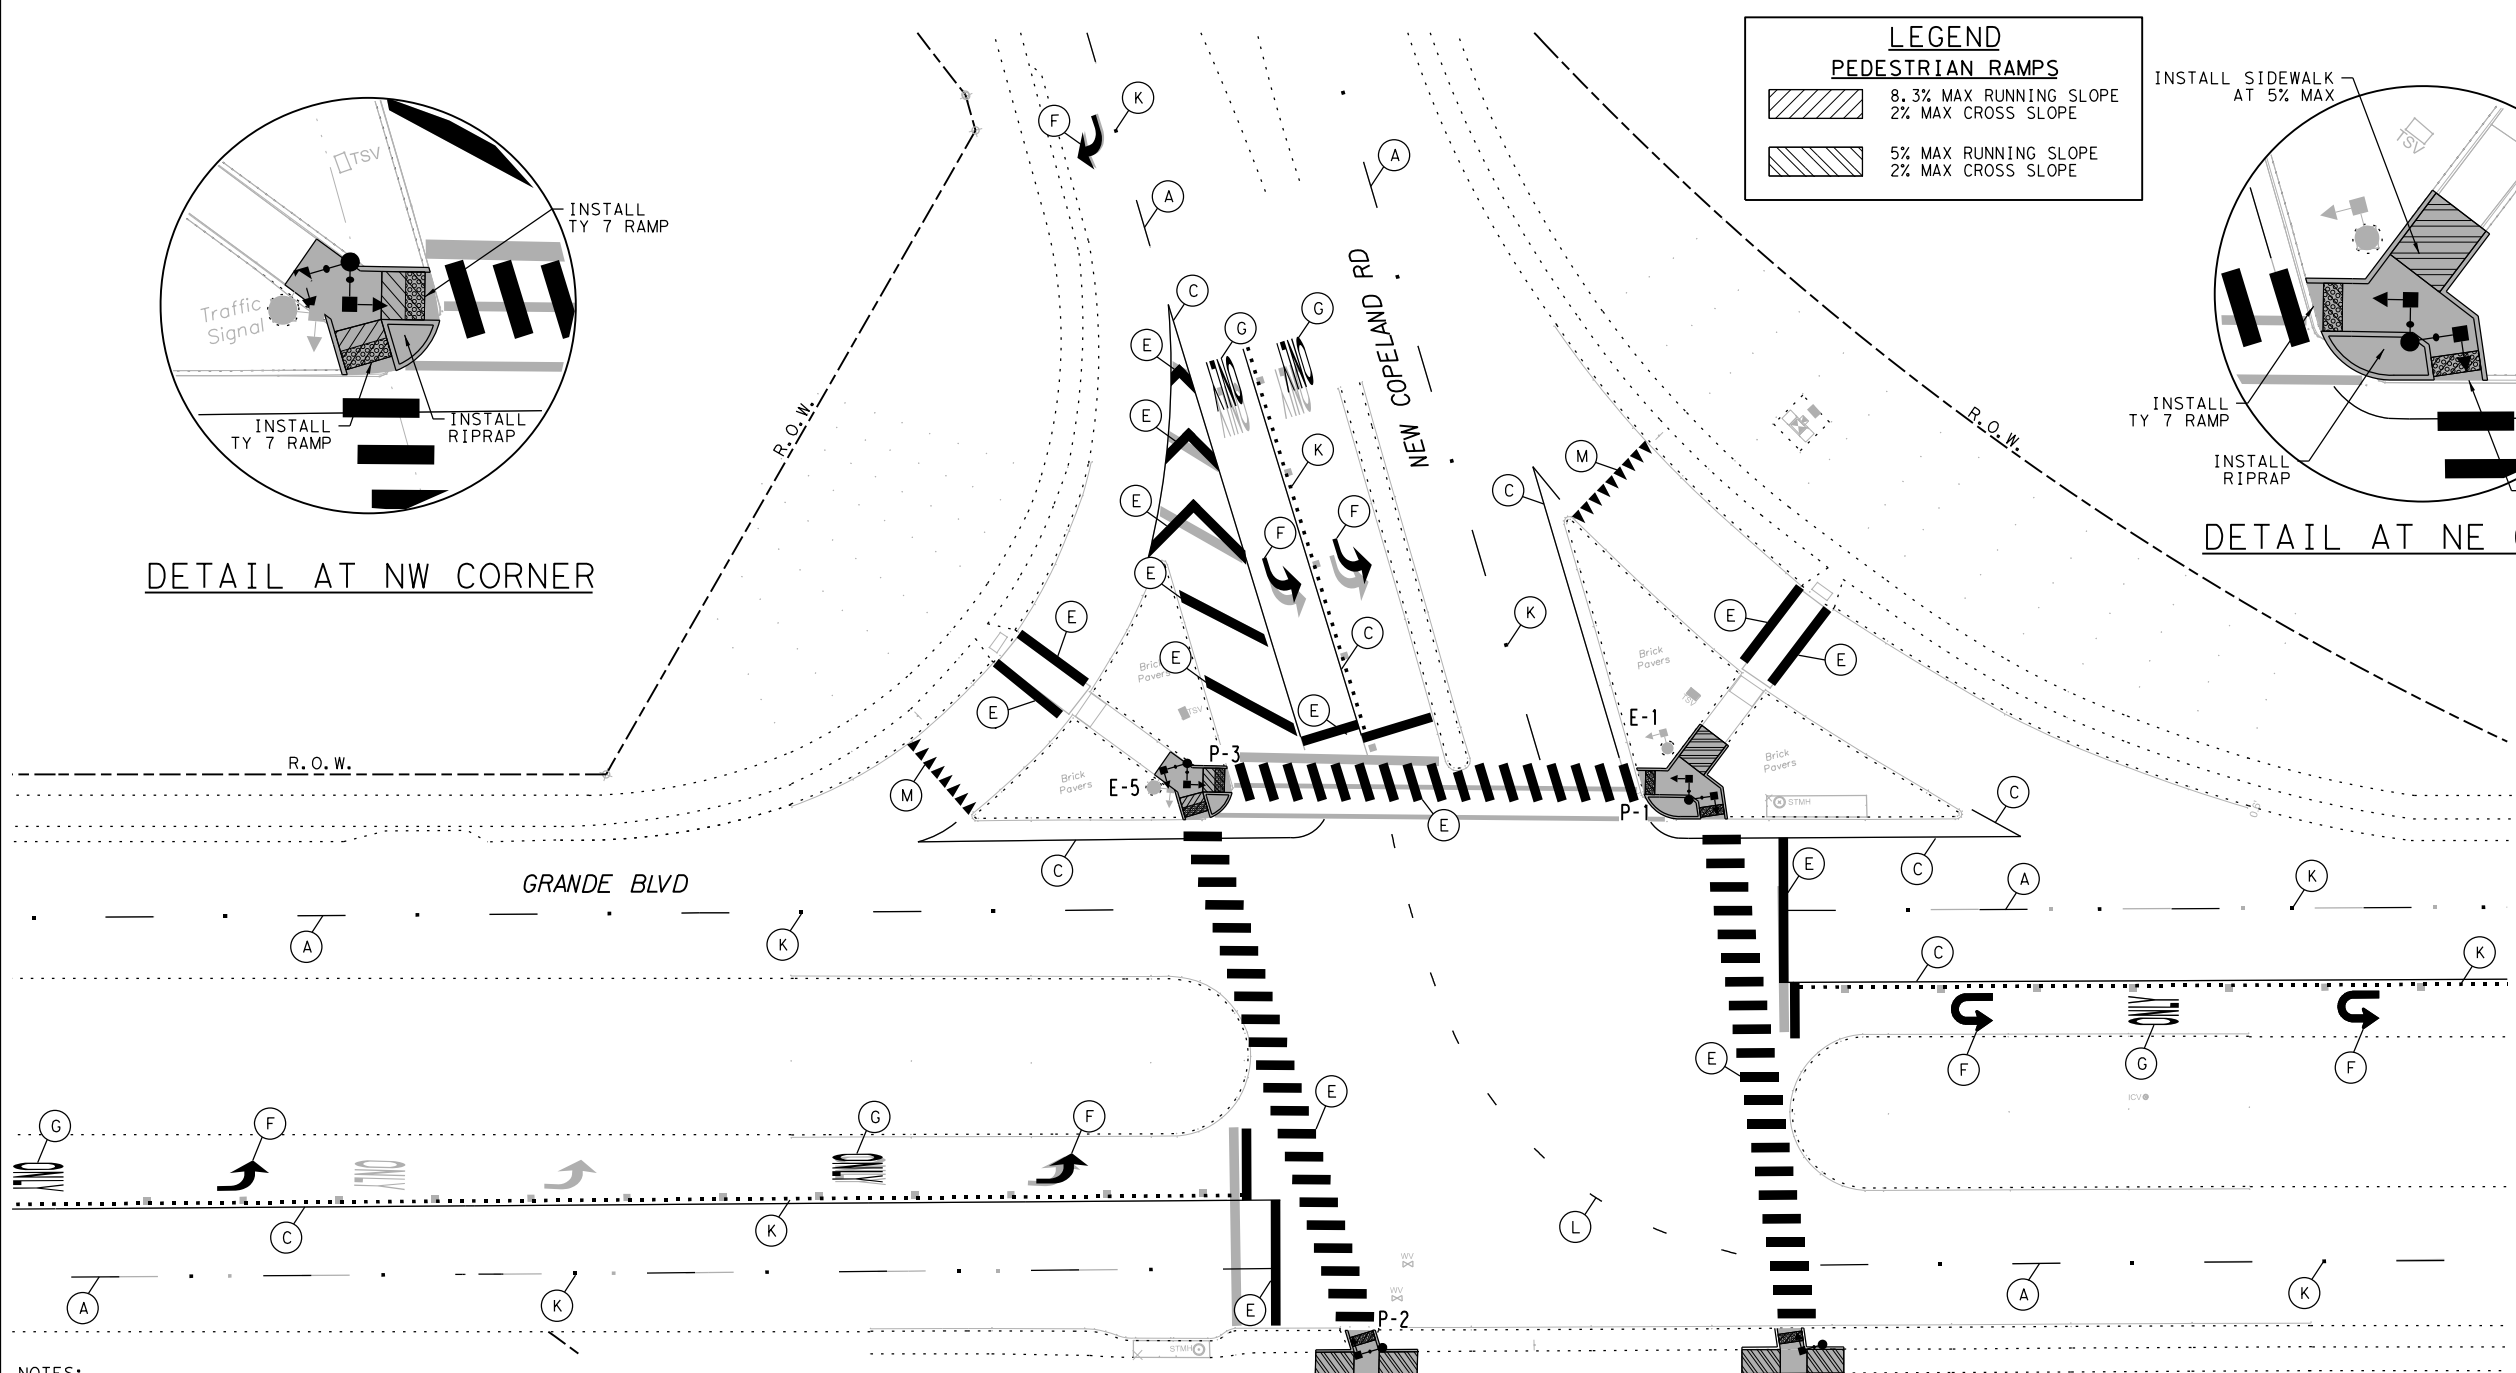 LEGEND
PEDESTRIAN RAMPS
8.3% MAX RUNNING SLOPE
2% MAX CROSS SLOPE
5% MAX RUNNING SLOPE
2% MAX CROSS SLOPE
INSTALL SIDEWALK
AT 5% MAX
TSV
INSTALL
TY 7 RAMP
Traffic
Signal
INSTALL
TY 7 RAMP
INSTALL
RIPRAP
DETAIL AT NW CORNER
TSV
INSTALL
TY 7 RAMP
INSTALL
RIPRAP
DETAIL AT NE
K
F
A
A
NEW COPELAND RD
C
G
G
E
E
K
E
F
F
E
C
E
E
ONLY
ONLY
R.O.W.
R.O.W.
R.O.W.
M
C
K
E
E
Brick
Pavers
TSV
Brick
Pavers
E
E
Brick
Pavers
TSV
Brick
Pavers
E-1
P-3
E-5
P-1
M
E
STMH
C
C
C
E
A
K
GRANDE BLVD
A
K
C
K
E
F
G
F
ONLY
ICV
G
F
G
F
E
ONLY
ONLY
ONLY
C
K
L
WV
WV
A
K
E
A
K
P-2
STMH
NOTES: